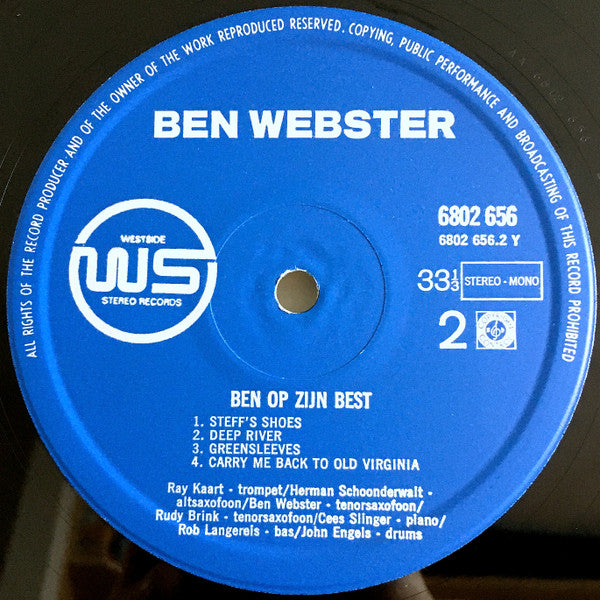 ALL RIGHTS OF THE RECORD PRODUCER AND OF THE OWNER OF THE WORK REPRODUCED RESERVED. COPYING, PUBLIC PERFORMANCE AND BROADCASTING OF THIS RECORD PROHIBITED
BEN WEBSTER
WESTSIDE
WS
STEREO RECORDS
6802 656
6802 656.2 Y
33⅓ STEREO - MONO
2
BEN OP ZIJN BEST
1. STEFF'S SHOES
2. DEEP RIVER
3. GREENSLEEVES
4. CARRY ME BACK TO OLD VIRGINIA
Ray Kaart - trompet/Herman Schoonderwalt -
altsaxofoon/Ben Webster - tenorsaxofoon/
Rudy Brink - tenorsaxofoon/Cees Slinger - piano/
Rob Langereis - bas/John Engels - drums